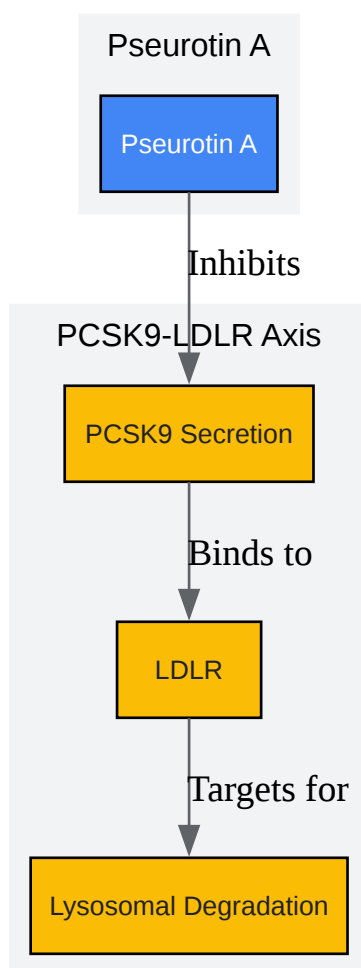 Pseurotin A
Pseurotin A
Inhibits
PCSK9-LDLR Axis
PCSK9 Secretion
Binds to
LDLR
Targets for
Lysosomal Degradation